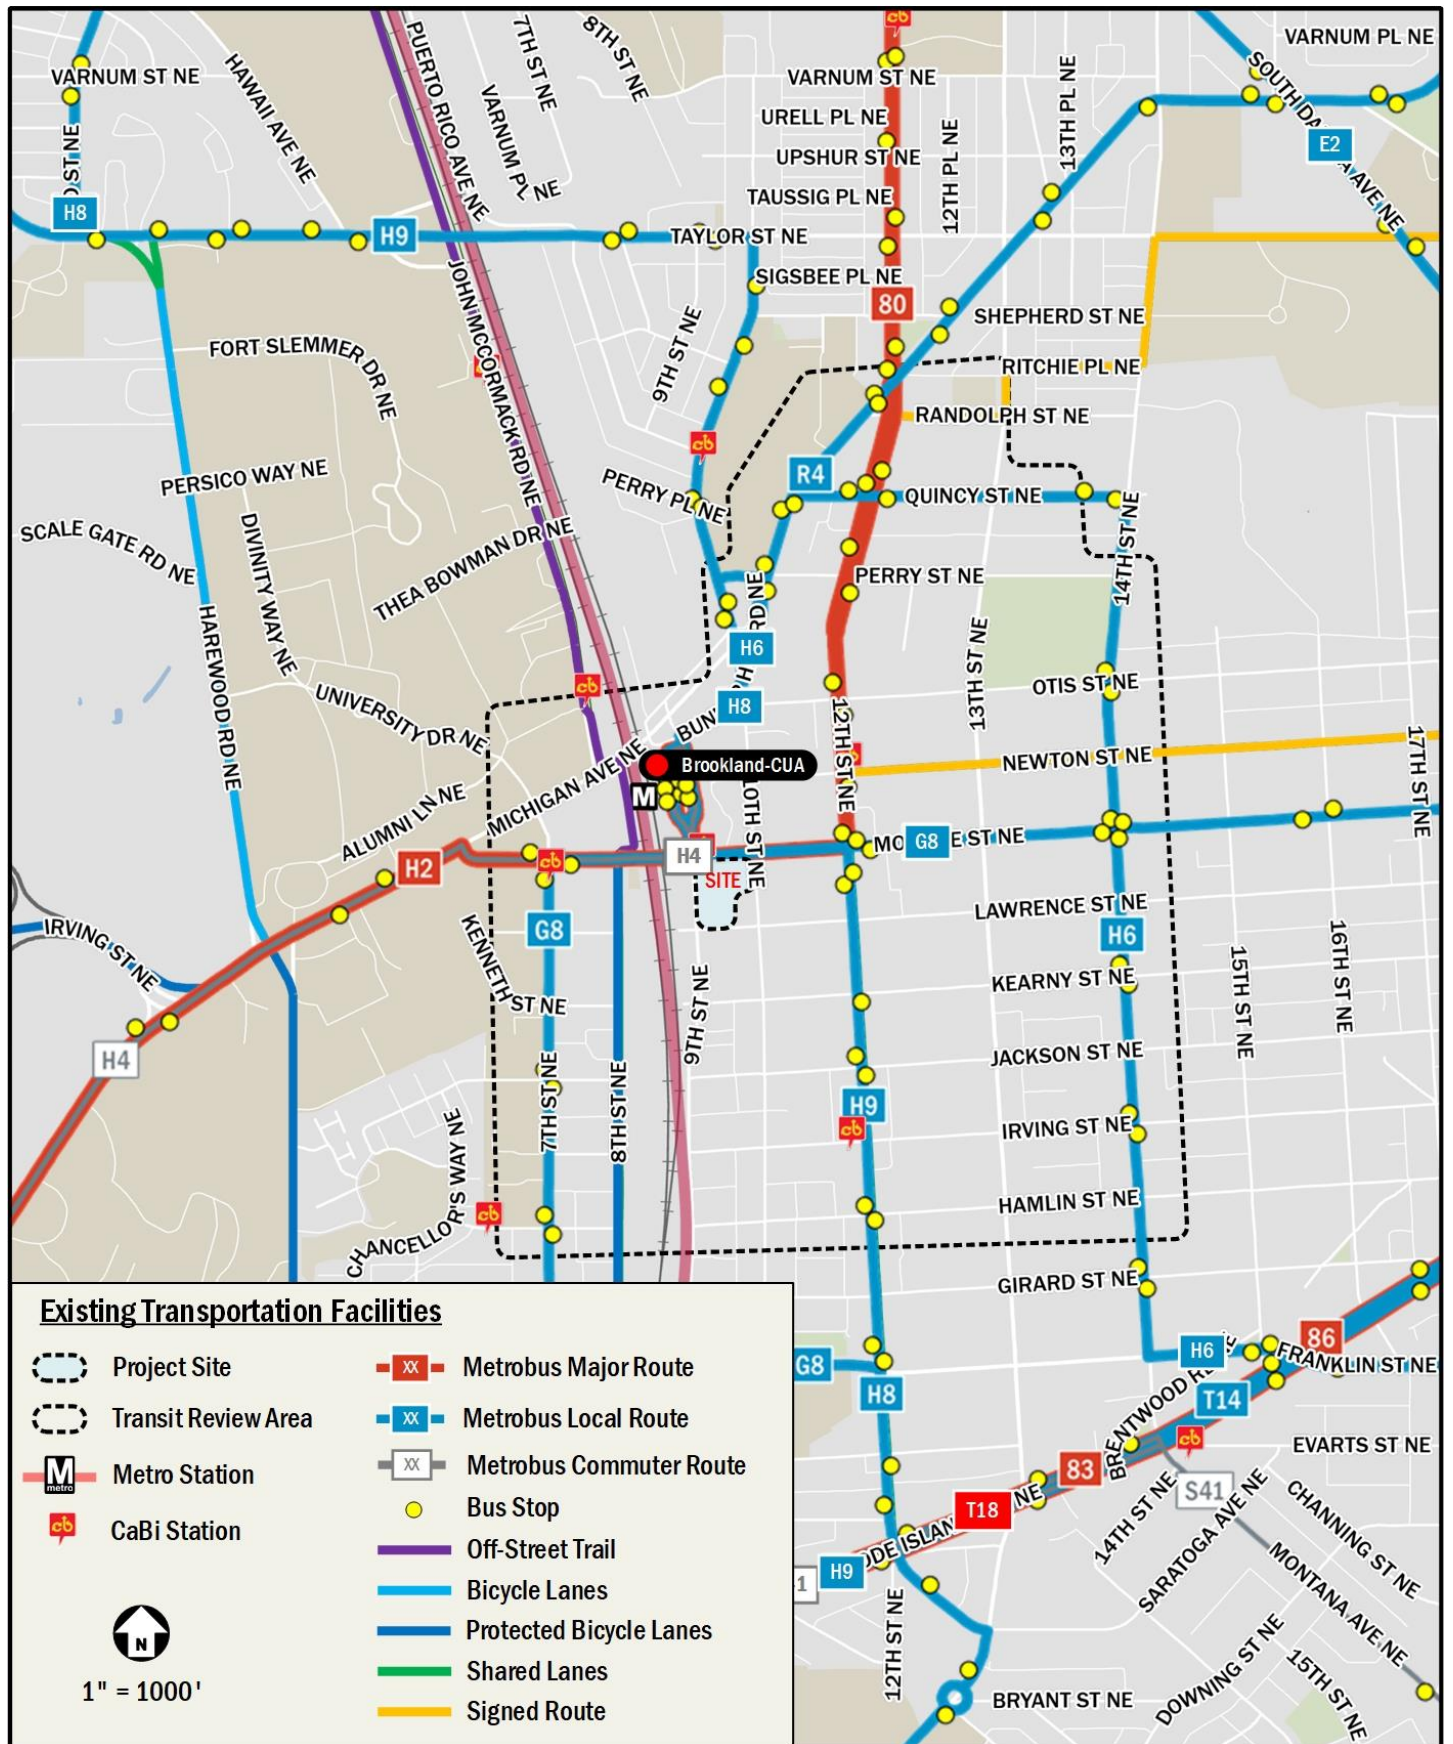 VARNUM ST NE
HAWAII AVE NE
PUERTO RICO AVE NE
7TH ST NE
8TH ST NE
VARNUM PL NE
VARNUM ST NE
URELL PL NE
UPSHUR ST NE
TAUSSIG PL NE
12TH PL NE
13TH PL NE
VARNUM PL NE
E2
H8
H9
TAYLOR ST NE
SIGSBEE PL NE
80
SHEPHERD ST NE
RITCHIE PL NE
RANDOLPH ST NE
JOHN MCCORMACK RD NE
FORT SLEMMER DR NE
9TH ST NE
cb
R4
QUINCY ST NE
PERSICO WAY NE
PERRY PL NE
SCALE GATE RD NE
DIVINITY WAY NE
THEA BOWMAN DR NE
14TH ST NE
PERRY ST NE
HAREWOOD RD NE
H6
13TH ST NE
OTIS ST NE
UNIVERSITY DR NE
cb
H8
12TH ST NE
NEWTON ST NE
17TH ST NE
MICHIGAN AVE NE
Brookland-CUA
M
10TH ST NE
ALUMNI LN NE
G8
H2
cb
H4
SITE
LAWRENCE ST NE
IRVING ST NE
KENNETH ST NE
G8
H6
15TH ST NE
16TH ST NE
9TH ST NE
KEARNY ST NE
H4
JACKSON ST NE
7TH ST NE
8TH ST NE
H9
cb
IRVING ST NE
CHANCELLOR'S WAY NE
cb
HAMLIN ST NE
GIRARD ST NE
H6
86
FRANKLIN ST NE
G8
H8
T14
cb
EVARTS ST NE
83
S41
T18
NE
14TH ST NE
SARATOGA AVE NE
CHANNING ST NE
H9
MONTANA AVE NE
12TH ST NE
BRYANT ST NE
DOWNING ST NE
15TH ST NE
Existing Transportation Facilities
Project Site
Transit Review Area
M metro Metro Station
cb CaBi Station
N
1" = 1000'
XX Metrobus Major Route
XX Metrobus Local Route
XX Metrobus Commuter Route
Bus Stop
Off-Street Trail
Bicycle Lanes
Protected Bicycle Lanes
Shared Lanes
Signed Route